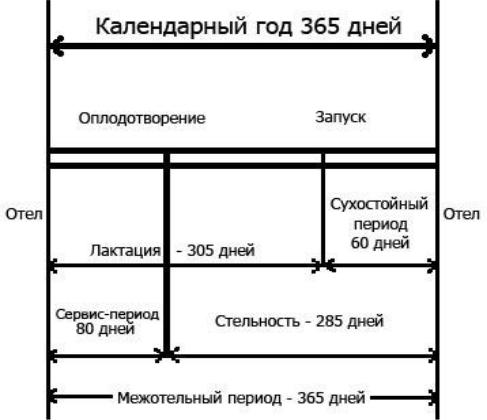 Календарный год 365 дней
Оплодотворение
Запуск
Отел
Сухостойный
период
60 дней
Отел
Лактация - 305 дней
Сервис-период
80 дней
Стельность - 285 дней
Межотельный период - 365 дней